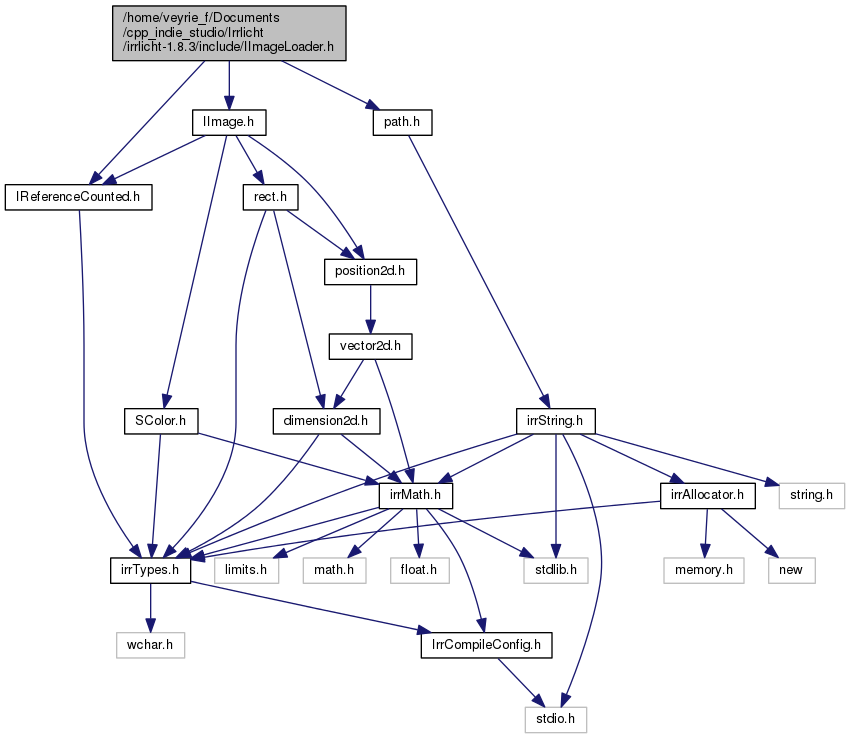 /home/veyrie_f/Documents
/cpp_indie_studio/Irrlicht
/irrlicht-1.8.3/include/IImageLoader.h
IImage.h
path.h
IReferenceCounted.h
rect.h
position2d.h
vector2d.h
SColor.h
dimension2d.h
irrString.h
irrMath.h
irrAllocator.h
string.h
irrTypes.h
limits.h
math.h
float.h
stdlib.h
memory.h
new
wchar.h
IrrCompileConfig.h
stdio.h